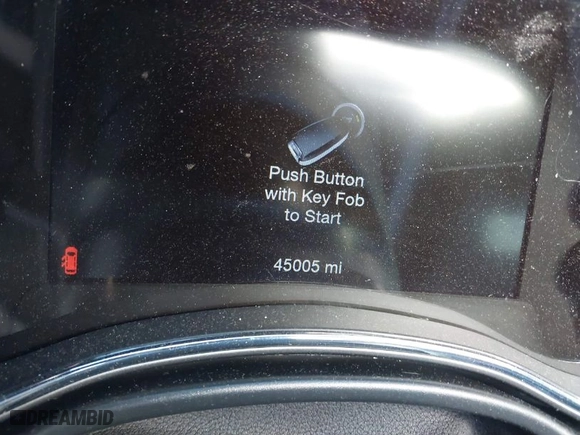 Push Button
with Key Fob
to Start
45005 mi
DREAMBID